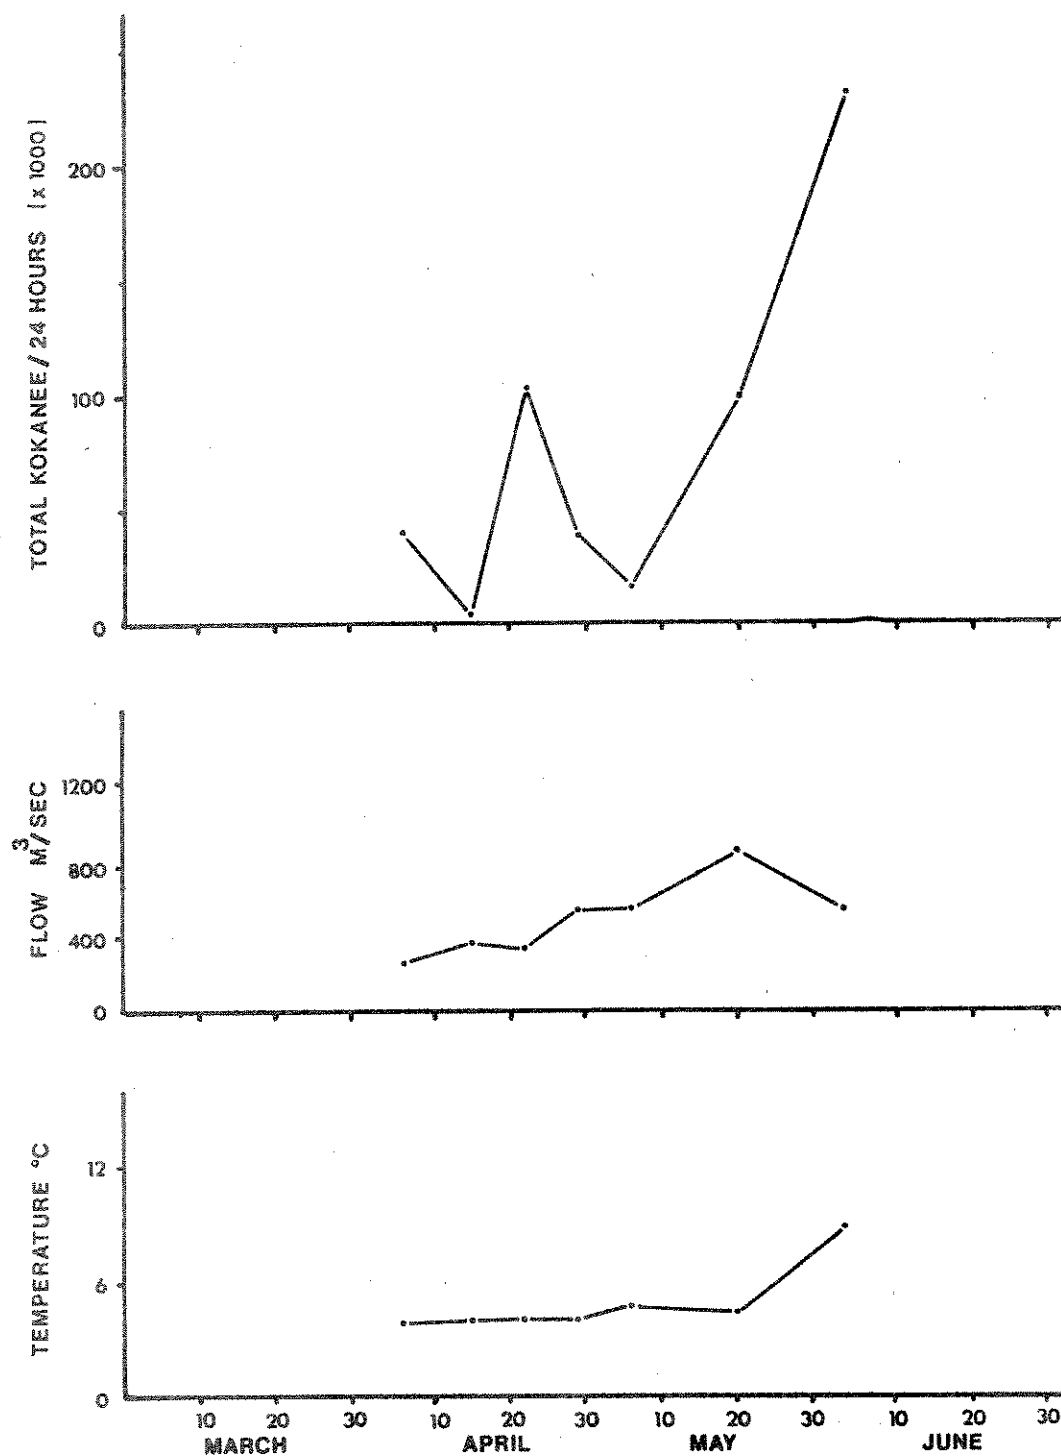 TOTAL KOKANEE/24 HOURS (x1000)
200
100
0
FLOW M³/SEC
1200
800
400
0
TEMPERATURE °C
12
6
0
10 20 30 10 20 30 10 20 30 10 20 30
MARCH APRIL MAY JUNE